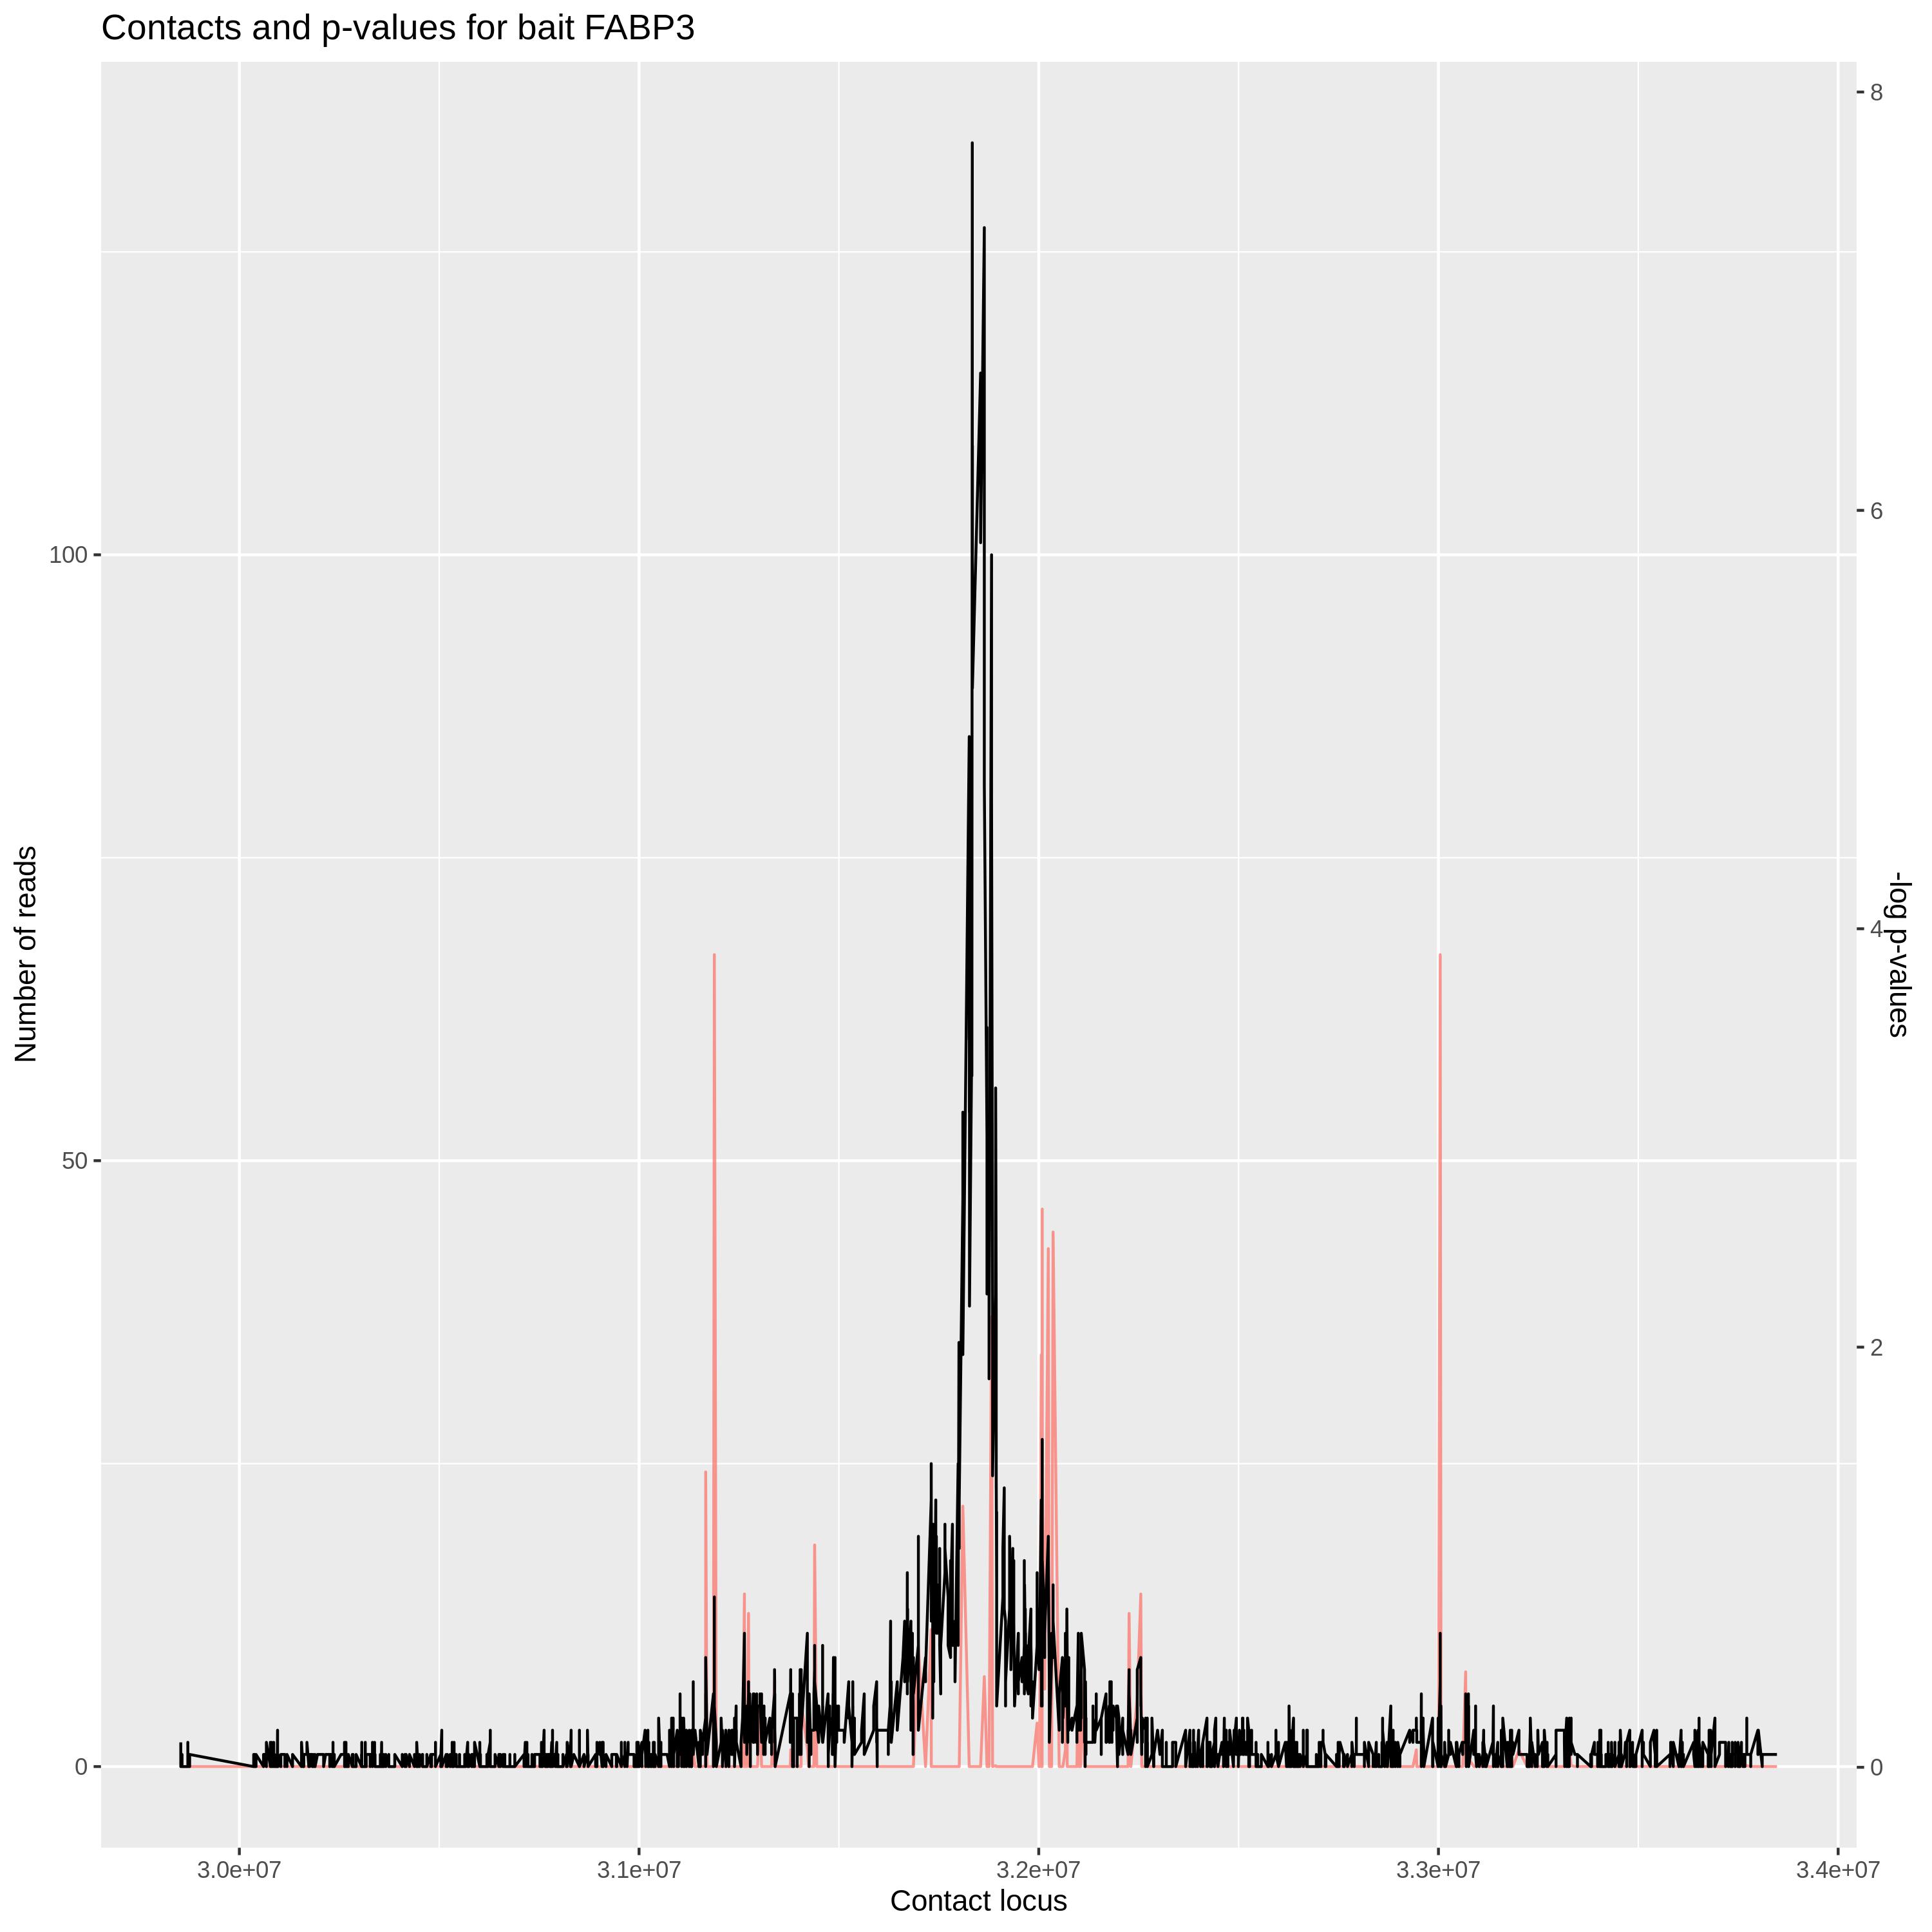 Contacts and p-values for bait FABP3
Number of reads
100
50
0
8
6
4
2
0
-log p-values
3.0e+07 3.1e+07 3.2e+07 3.3e+07 3.4e+07
Contact locus